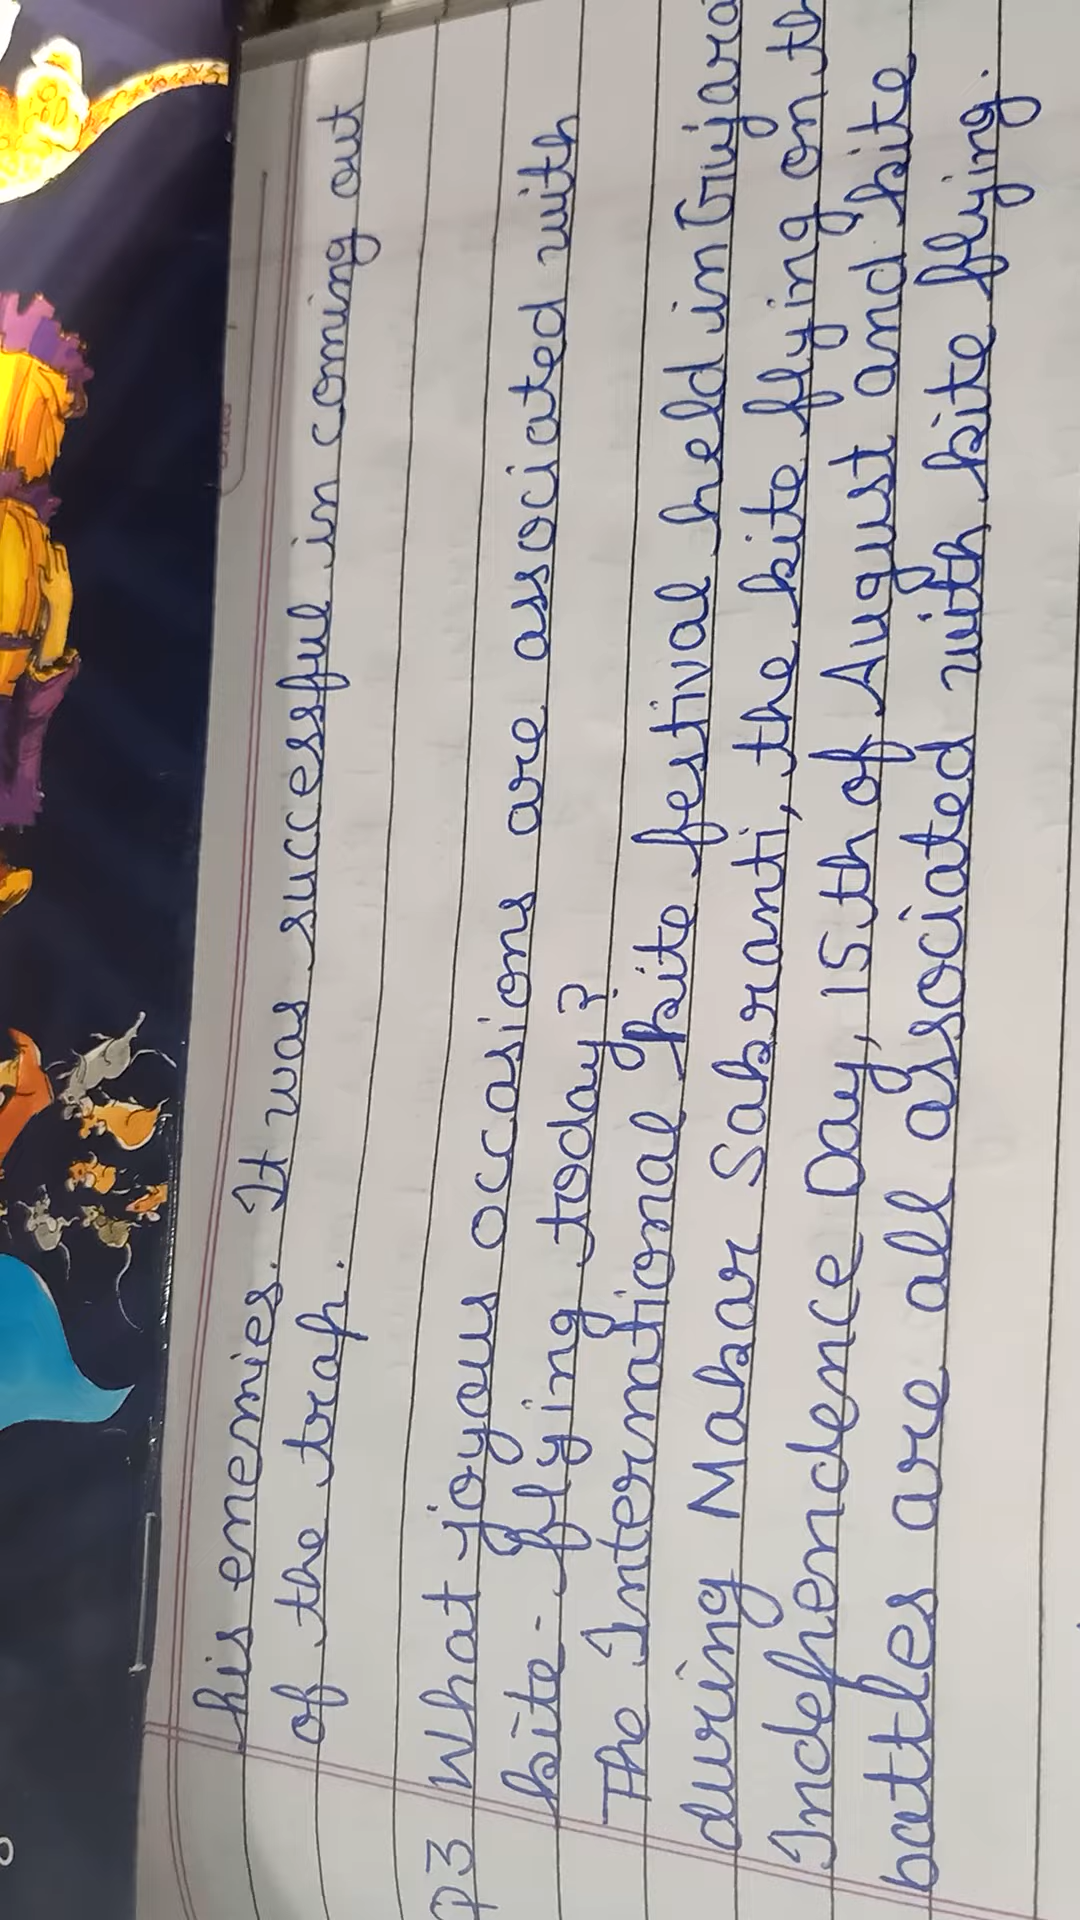 his enemies. It was successful in coming out
of the trap.
Q3 What joyous occasions are associated with
kite-flying today?
The International kite festival held in Gujara
during Makar Sakranti, the kite flying on th
Independence Day, 15th of August and kite
battles are all associated with kite flying.